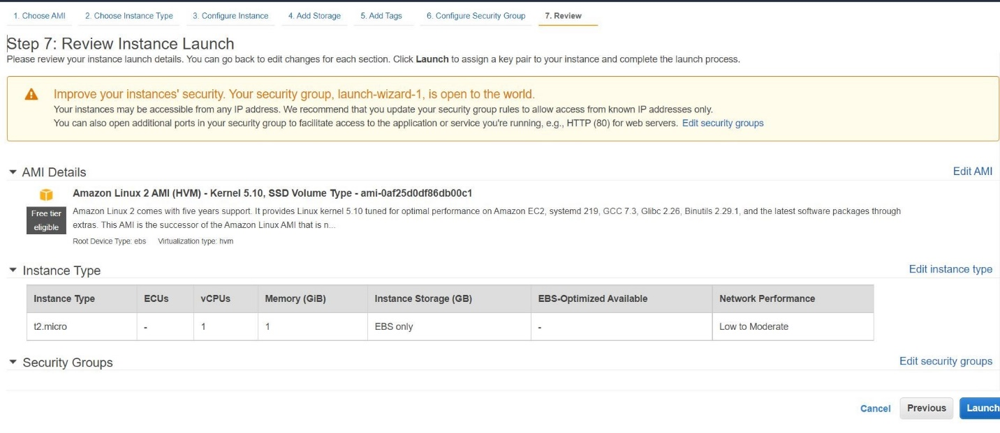 1. Choose AMI 2. Choose Instance Type 3. Configure Instance 4. Add Storage 5. Add Tags 6. Configure Security Group 7. Review
Step 7: Review Instance Launch
Please review your instance launch details. You can go back to edit changes for each section. Click Launch to assign a key pair to your instance and complete the launch process.
Improve your instances' security. Your security group, launch-wizard-1, is open to the world.
Your instances may be accessible from any IP address. We recommend that you update your security group rules to allow access from known IP addresses only.
You can also open additional ports in your security group to facilitate access to the application or service you're running, e.g., HTTP (80) for web servers. Edit security groups
AMI Details Edit AMI
Amazon Linux 2 AMI (HVM) - Kernel 5.10, SSD Volume Type - ami-0af25d0df86db00c1
Free tier eligible
Amazon Linux 2 comes with five years support. It provides Linux kernel 5.10 tuned for optimal performance on Amazon EC2, systemd 219, GCC 7.3, Glibc 2.26, Binutils 2.29.1, and the latest software packages through
extras. This AMI is the successor of the Amazon Linux AMI that is n...
Root Device Type: ebs Virtualization type: hvm
Instance Type Edit instance type
Instance Type ECUs vCPUs Memory (GiB) Instance Storage (GB) EBS-Optimized Available Network Performance
t2.micro - 1 1 EBS only - Low to Moderate
Security Groups Edit security groups
Cancel Previous Launch